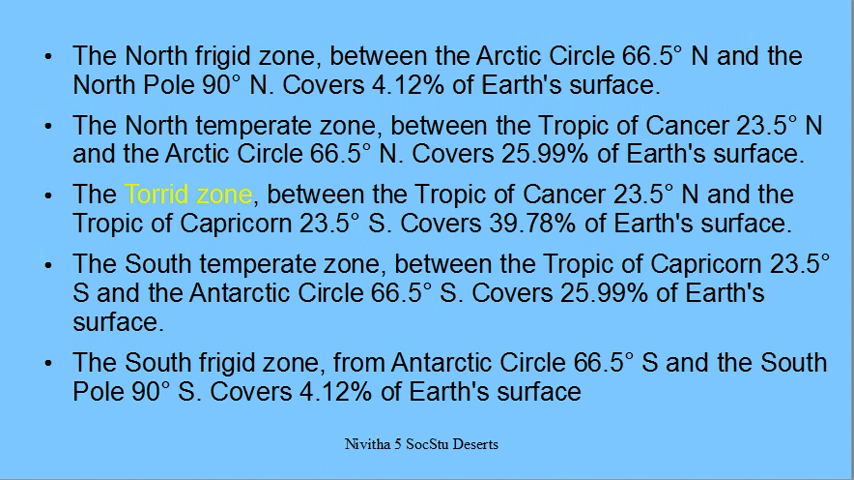 • The North frigid zone, between the Arctic Circle 66.5° N and the
North Pole 90° N. Covers 4.12% of Earth's surface.
• The North temperate zone, between the Tropic of Cancer 23.5° N
and the Arctic Circle 66.5° N. Covers 25.99% of Earth's surface.
• The Torrid zone, between the Tropic of Cancer 23.5° N and the
Tropic of Capricorn 23.5° S. Covers 39.78% of Earth's surface.
• The South temperate zone, between the Tropic of Capricorn 23.5°
S and the Antarctic Circle 66.5° S. Covers 25.99% of Earth's
surface.
• The South frigid zone, from Antarctic Circle 66.5° S and the South
Pole 90° S. Covers 4.12% of Earth's surface
Nivitha 5 SocStu Deserts